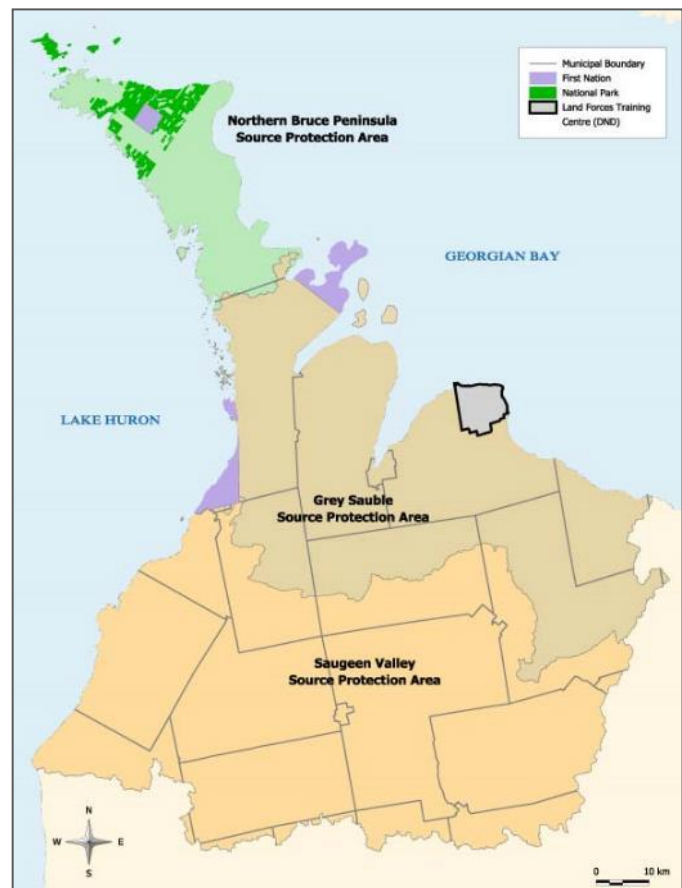 Municipal Boundary
First Nation
National Park
Land Forces Training
Centre (DND)
Northern Bruce Peninsula
Source Protection Area
GEORGIAN BAY
LAKE HURON
Grey Sauble
Source Protection Area
Saugeen Valley
Source Protection Area
N
W E
S
0 10 km